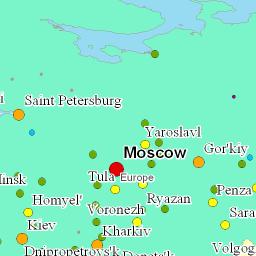 Saint Petersburg
Yaroslavl
Moscow
Gor'kiy
Tula Europe
Homyel'
Ryazan
Penza
Voronezh
Kiev
Kharkiv
Dnipropetrovs'k